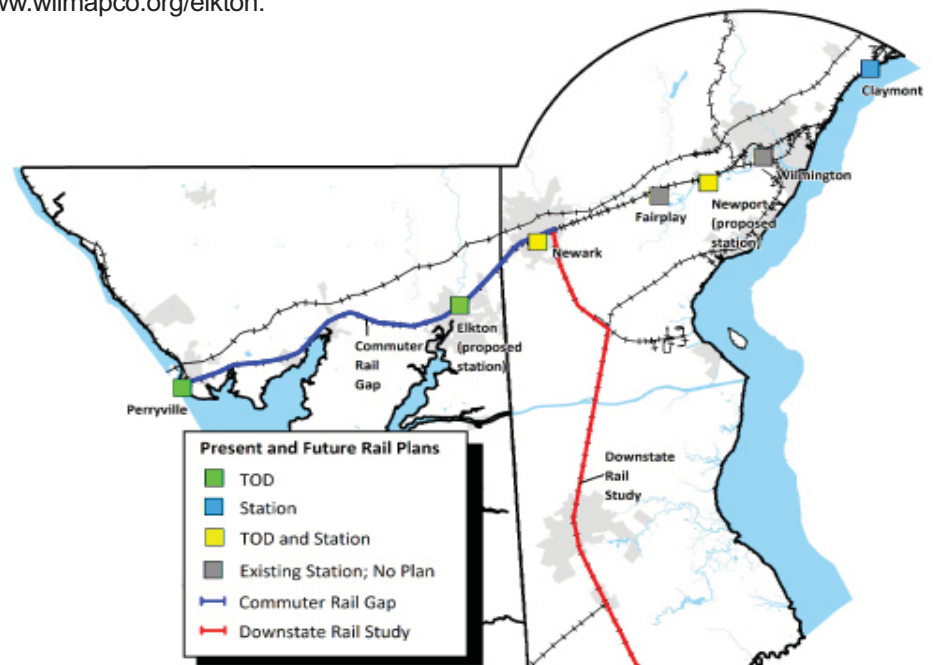 ww.wilmapco.org/elkton.
Claymont
Wilmington
Newport
(proposed
station)
Fairplay
Newark
Elkton
(proposed
station)
Commuter
Rail
Gap
Perryville
Downstate
Rail
Study
Present and Future Rail Plans
TOD
Station
TOD and Station
Existing Station; No Plan
Commuter Rail Gap
Downstate Rail Study